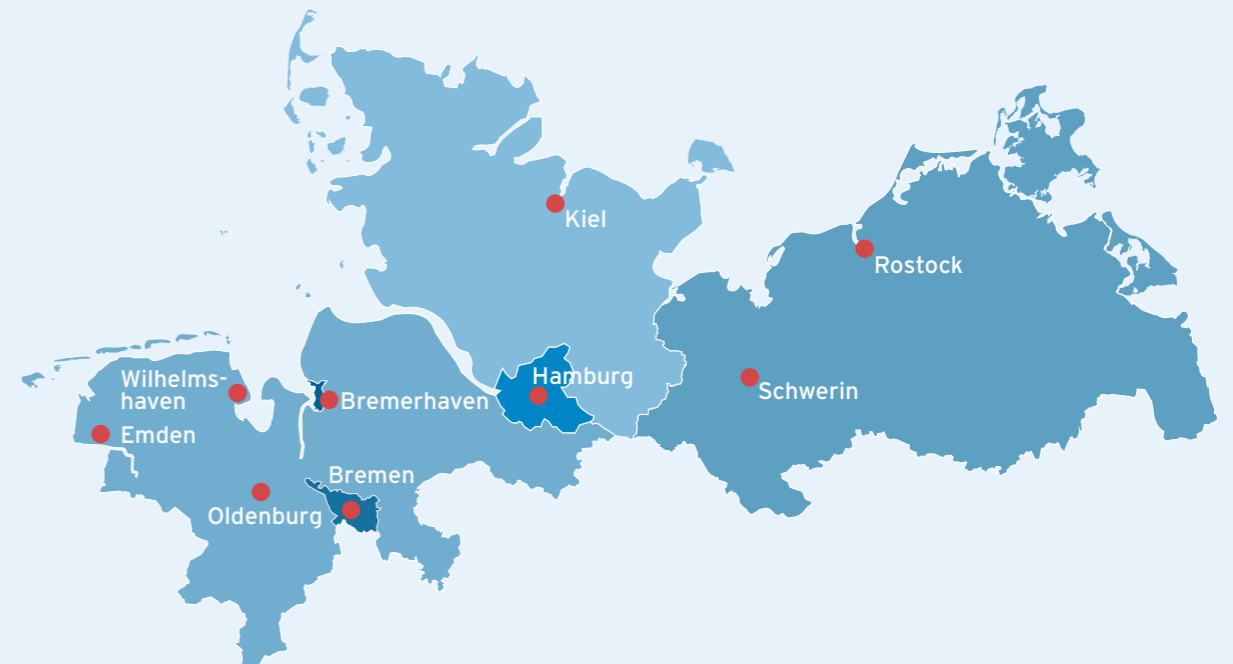 Kiel
Rostock
Wilhelms-
haven
Hamburg
Schwerin
Bremerhaven
Emden
Bremen
Oldenburg